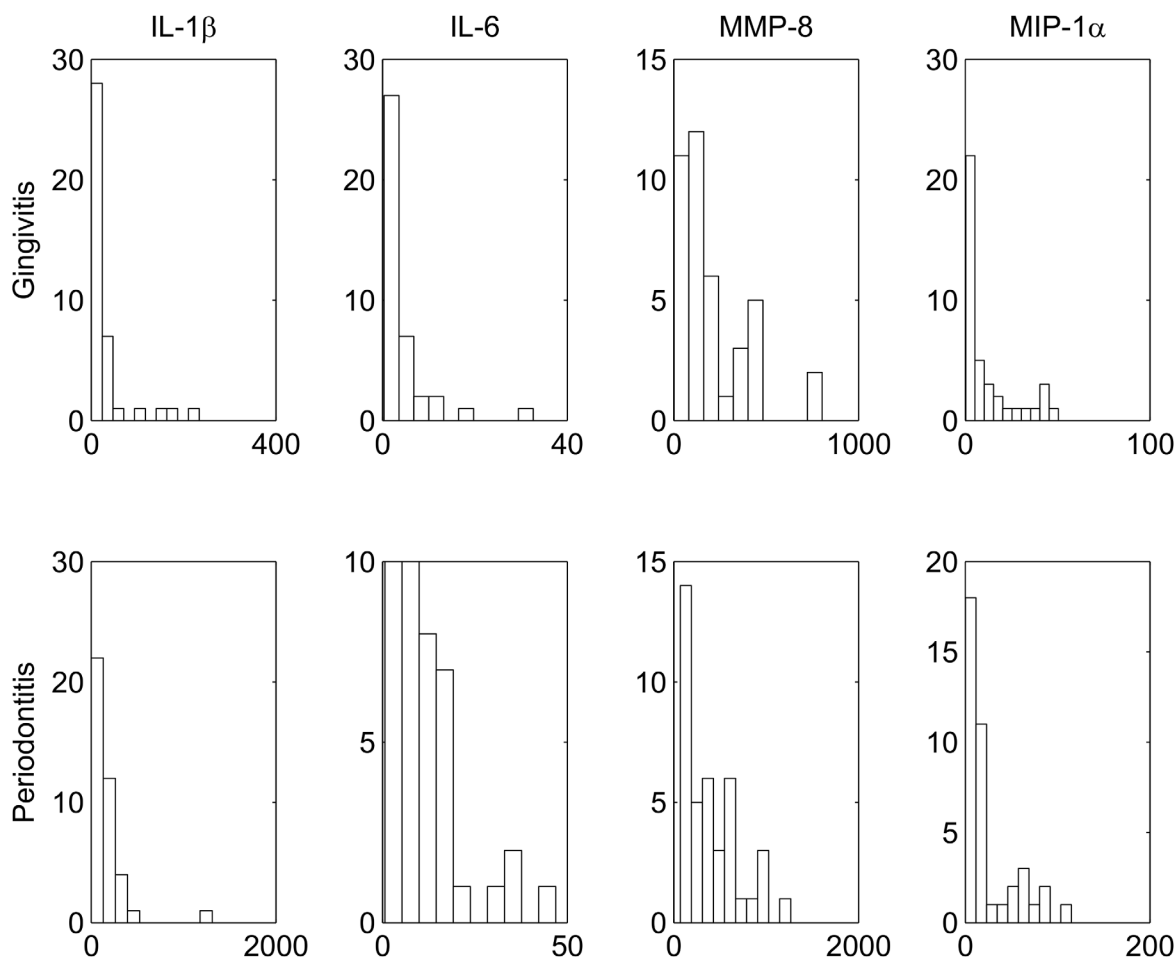 IL-1β IL-6 MMP-8 MIP-1α
Gingivitis
30 30 15 30
20 20 10 20
10 10 5 10
0 0 0 0
0 400 0 40 0 1000 0 100
Periodontitis
30 10 15 20
20 5 10 15
10 0 5 10
0 0 5
0
0 2000 0 50 0 2000 0 200